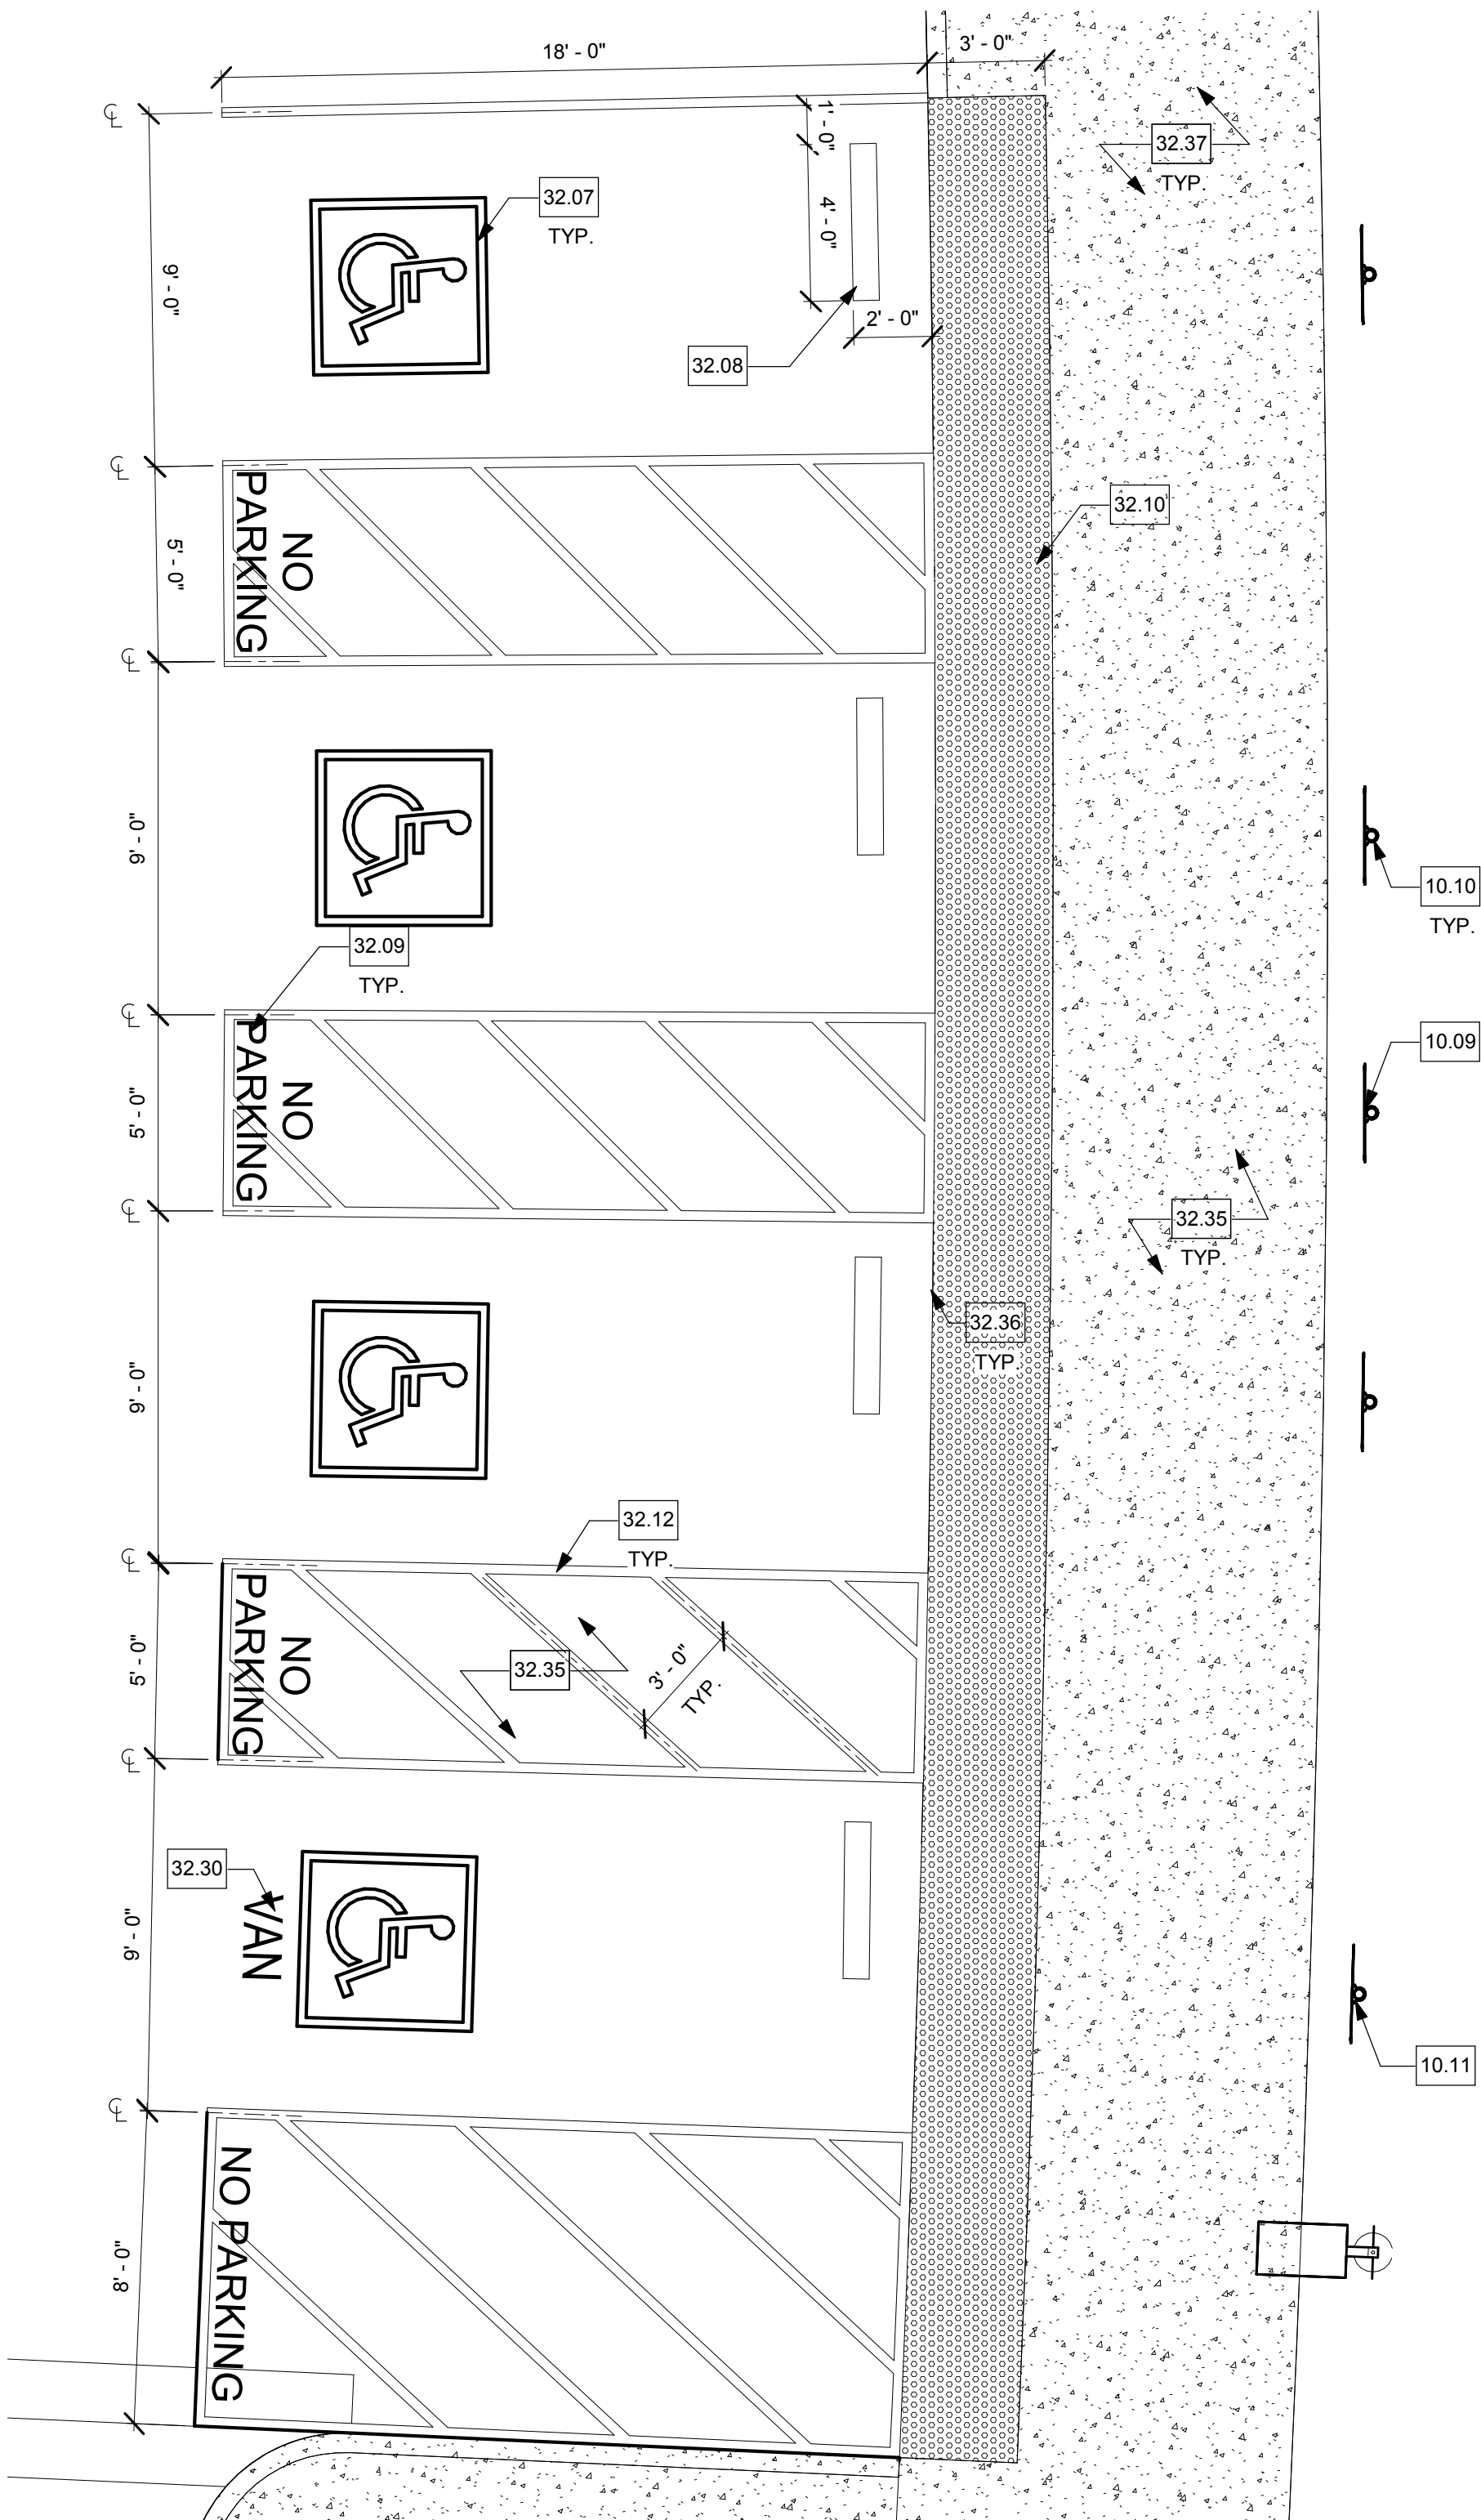 18' - 0"
3' - 0"
℄
1' - 0"
32.37
TYP.
32.07
TYP.
4' - 0"
9' - 0"
2' - 0"
32.08
℄
NO
PARKING
32.10
5' - 0"
℄
9' - 0"
10.10
TYP.
32.09
TYP.
℄
NO
PARKING
10.09
5' - 0"
℄
32.35
TYP.
32.36
TYP.
9' - 0"
32.12
TYP.
℄
NO
PARKING
5' - 0"
32.35
3' - 0"
TYP.
℄
32.30
VAN
9' - 0"
10.11
℄
NO PARKING
8' - 0"